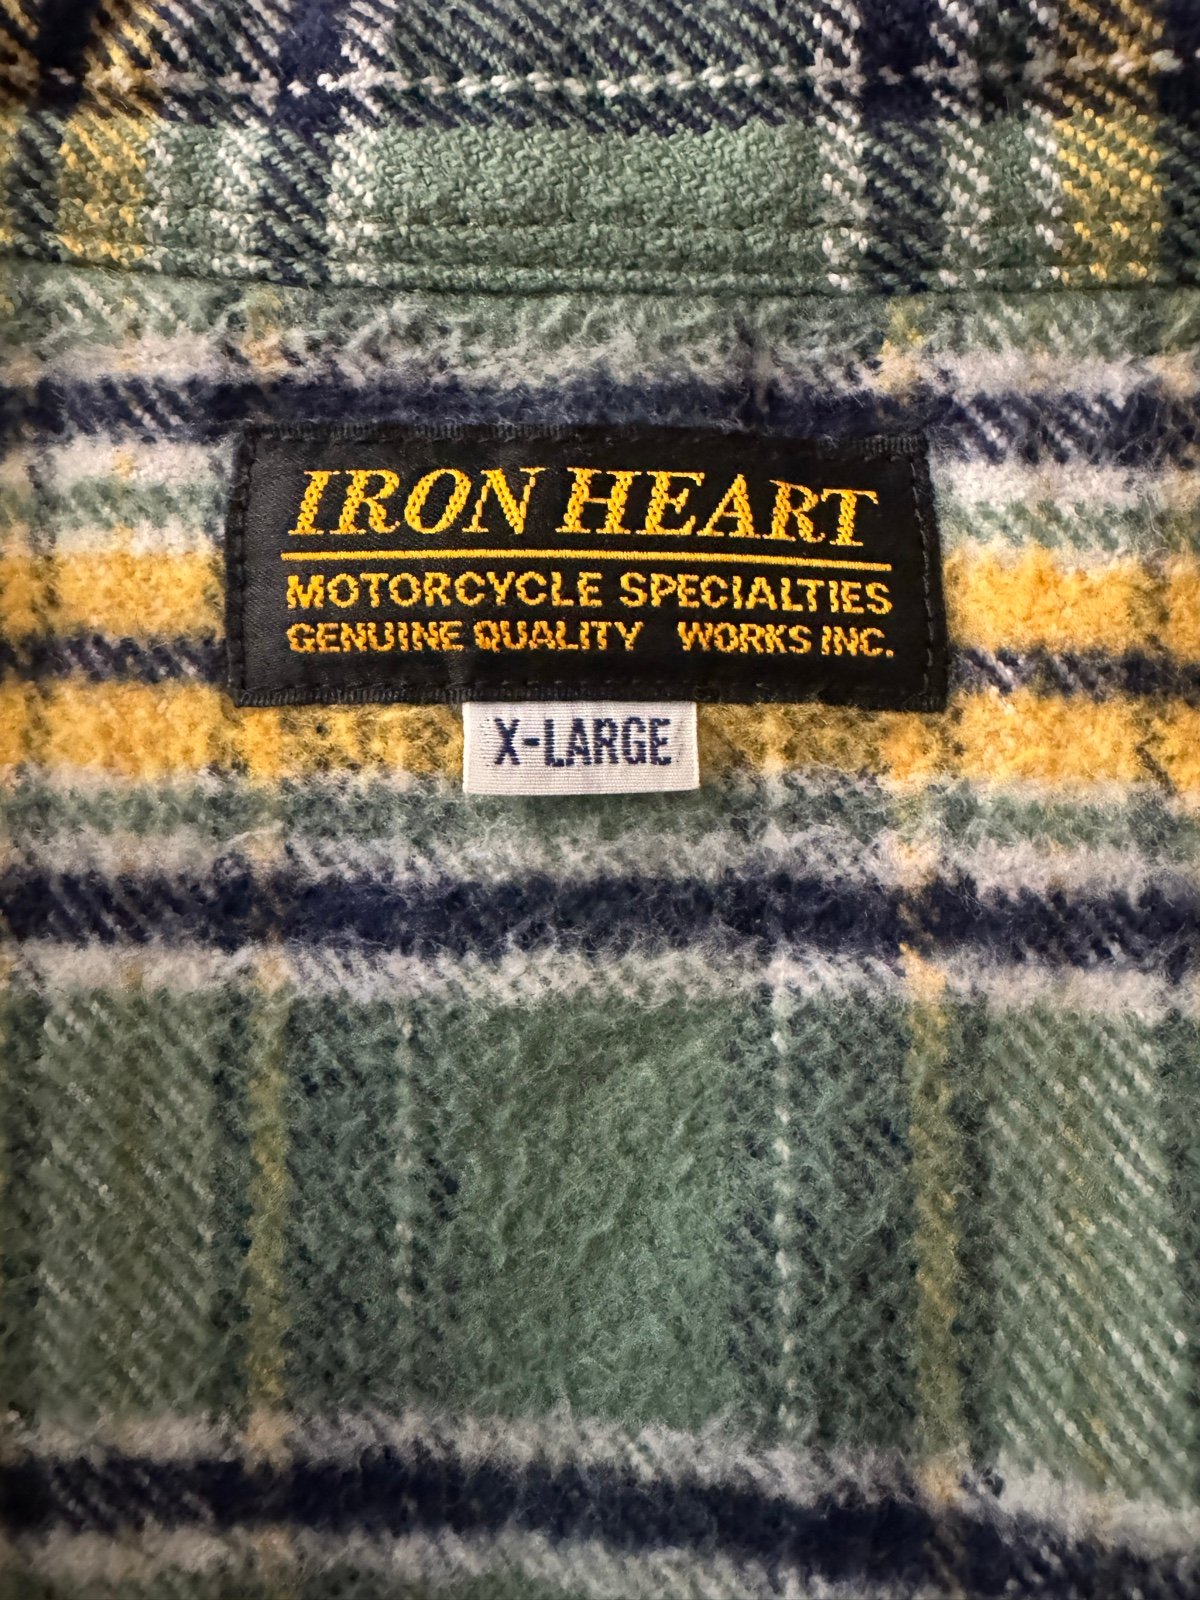 IRON HEART
MOTORCYCLE SPECIALTIES
GENUINE QUALITY WORKS INC.
X-LARGE